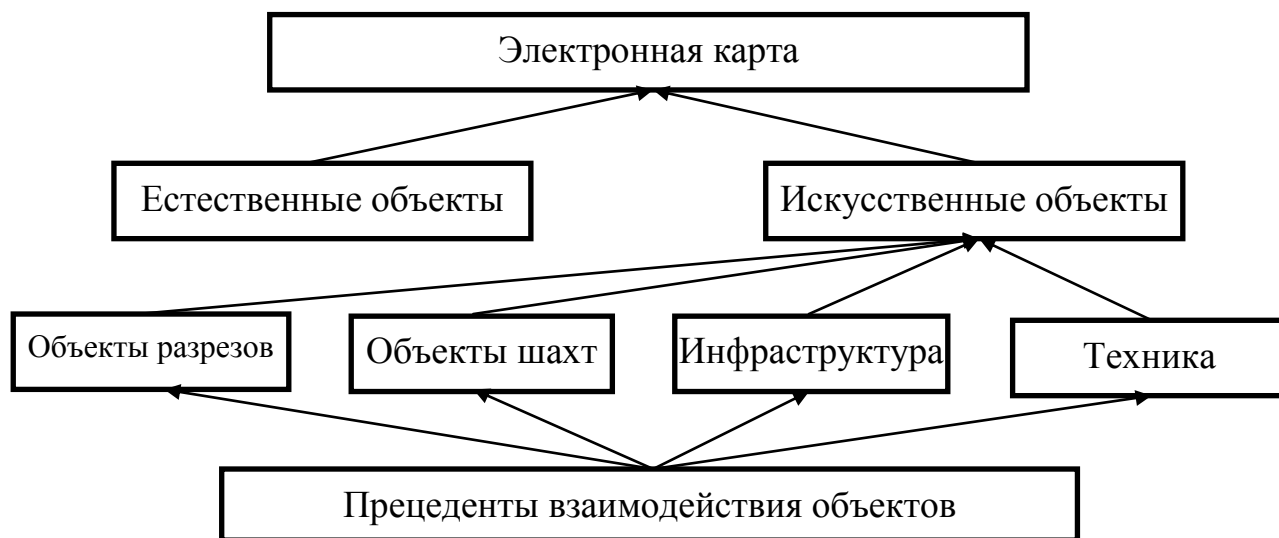 Электронная карта
Естественные объекты
Искусственные объекты
Объекты разрезов
Объекты шахт
Инфраструктура
Техника
Прецеденты взаимодействия объектов